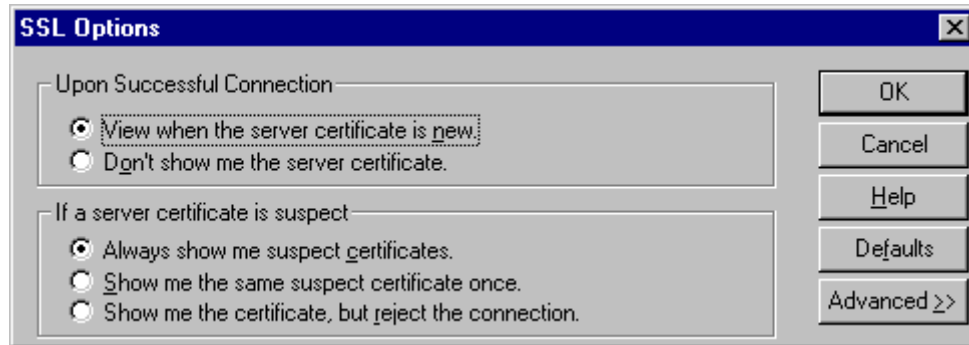 SSL Options
Upon Successful Connection
View when the server certificate is new.
Don't show me the server certificate.
If a server certificate is suspect
Always show me suspect certificates.
Show me the same suspect certificate once.
Show me the certificate, but reject the connection.
OK
Cancel
Help
Defaults
Advanced >>